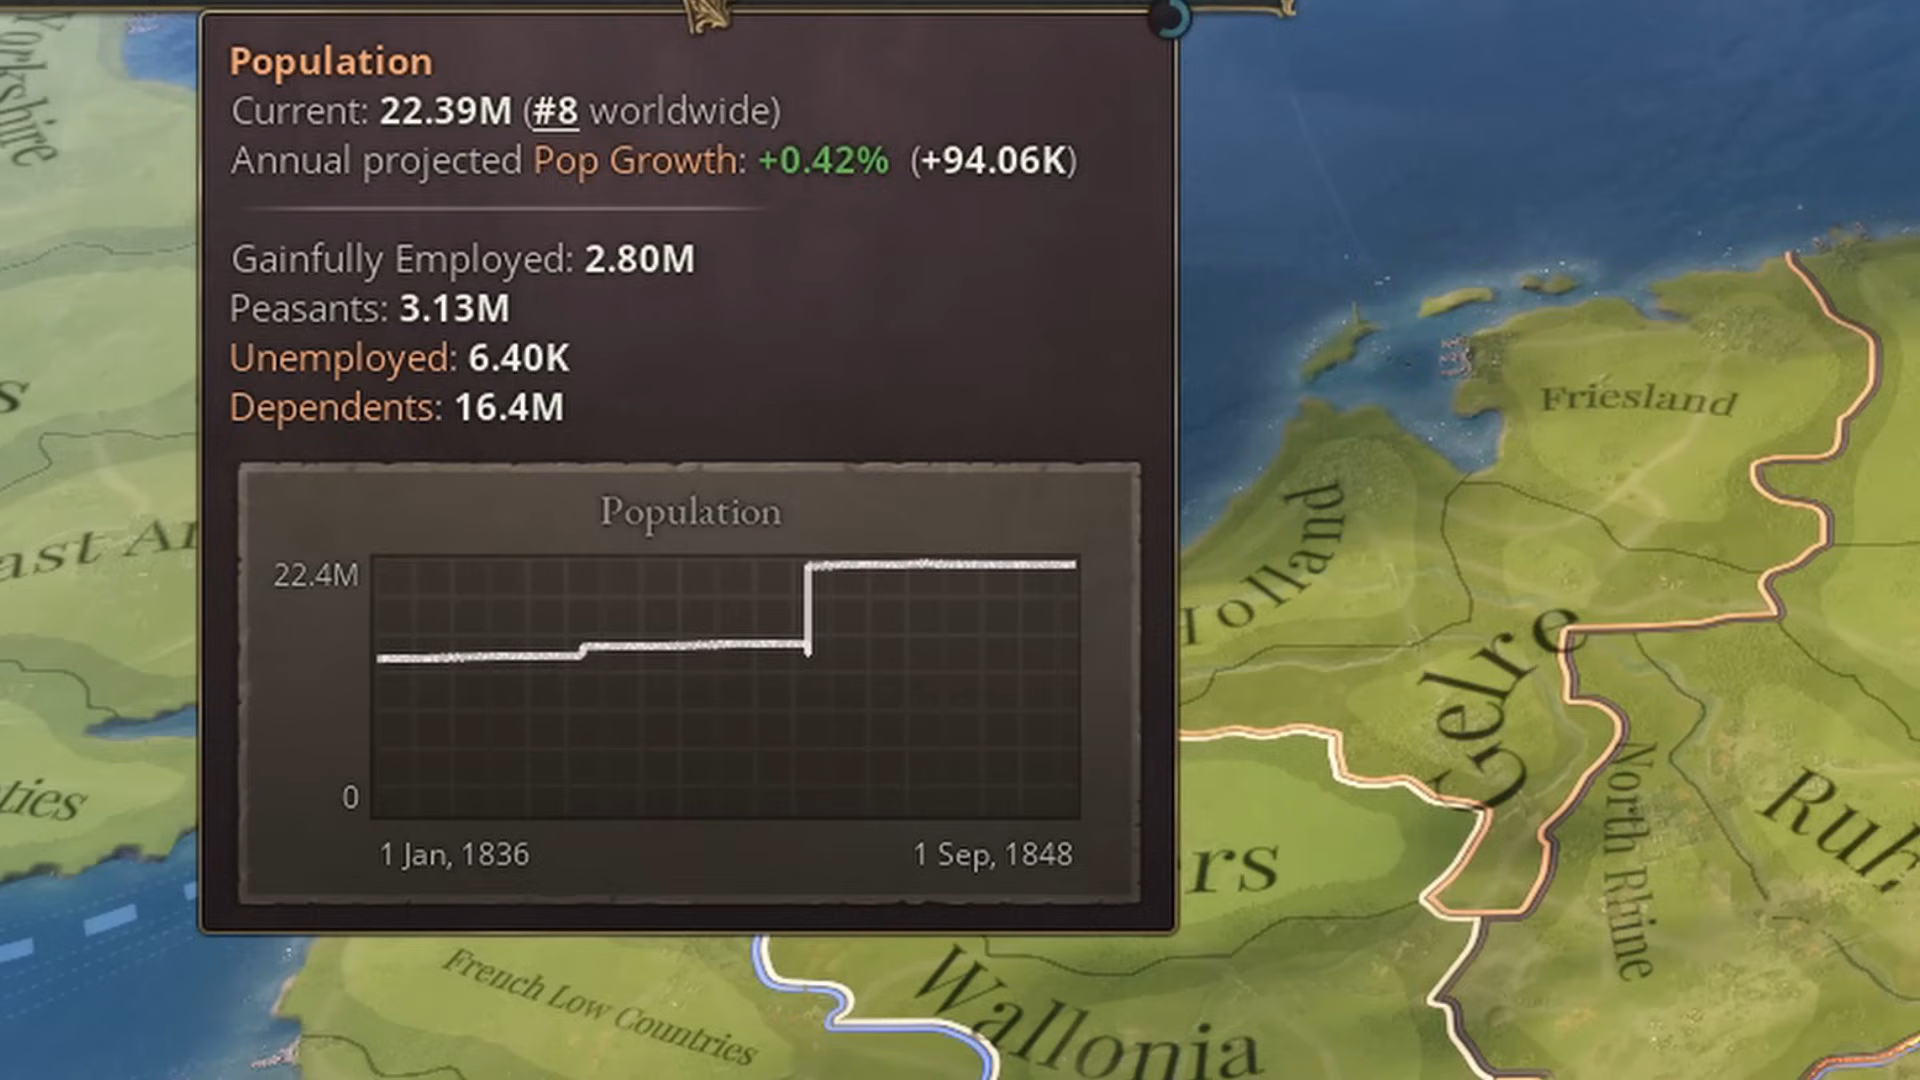 Population
Current: 22.39M (#8 worldwide)
Annual projected Pop Growth: +0.42% (+94.06K)
Gainfully Employed: 2.80M
Peasants: 3.13M
Unemployed: 6.40K
Dependents: 16.4M
Population
22.4M
0
1 Jan, 1836
1 Sep, 1848
Friesland
Holland
Gelre
North Rhine
Ruh
French Low Countries
Wallonia